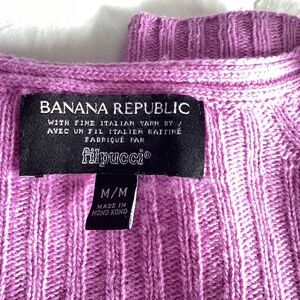 BANANA REPUBLIC
WITH FINE ITALIAN YARN BY /
AVEC UN FIL ITALIEN RAFFINÉ
FABRIQUÉ PAR
filpucci®
M/M
MADE IN
HONG KONG